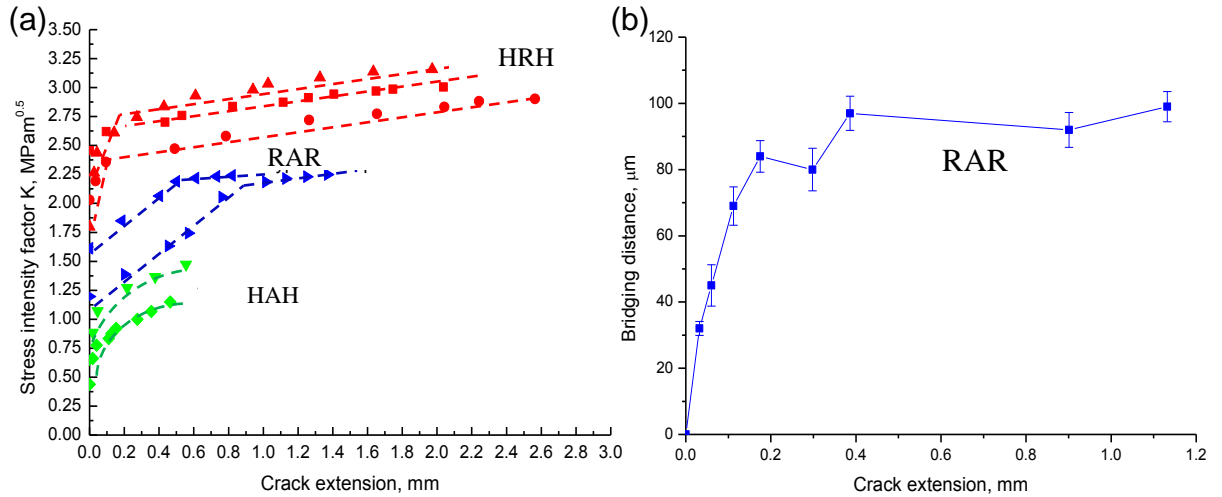 (a)
3.50
3.25
3.00
2.75
2.50
2.25
2.00
1.75
1.50
1.25
1.00
0.75
0.50
0.25
0.00
Stress intensity factor K, MPam^0.5
HRH
RAR
HAH
0.0 0.2 0.4 0.6 0.8 1.0 1.2 1.4 1.6 1.8 2.0 2.2 2.4 2.6 2.8 3.0
Crack extension, mm
(b)
120
100
80
60
40
20
0
Bridging distance, μm
RAR
0.0 0.2 0.4 0.6 0.8 1.0 1.2
Crack extension, mm